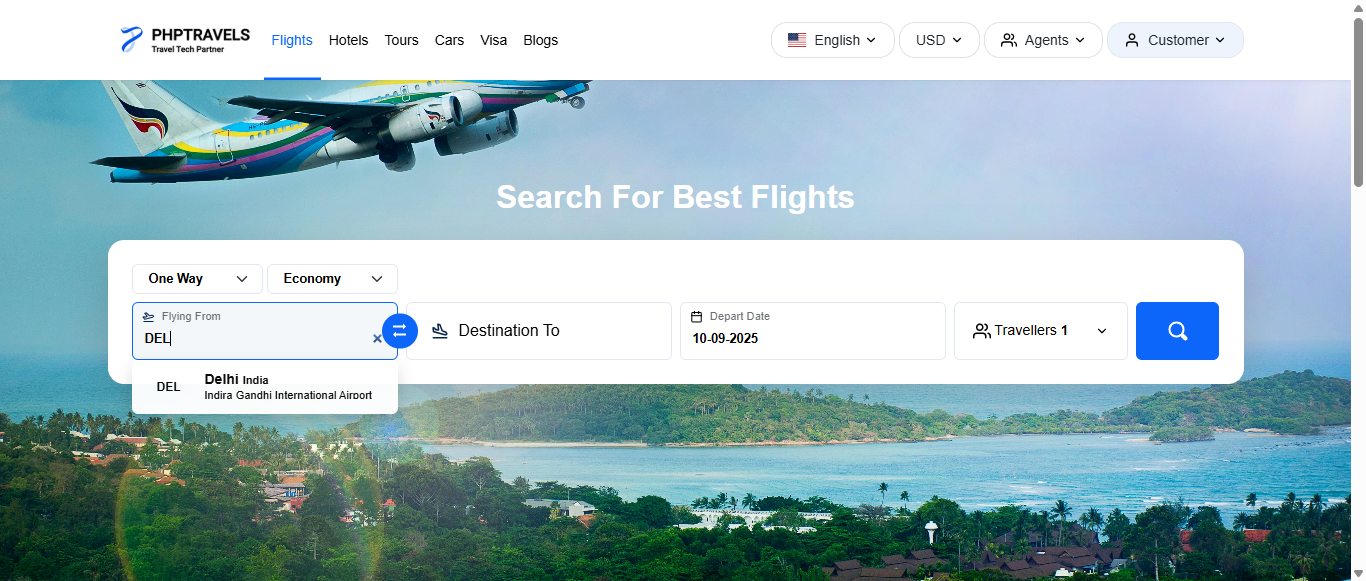 PHPTRAVELS
Travel Tech Partner
Flights Hotels Tours Cars Visa Blogs
English USD Agents Customer
Search For Best Flights
One Way Economy
Flying From
DEL
Destination To
Depart Date
10-09-2025
Travellers 1
DEL
Delhi India
Indira Gandhi International Airport